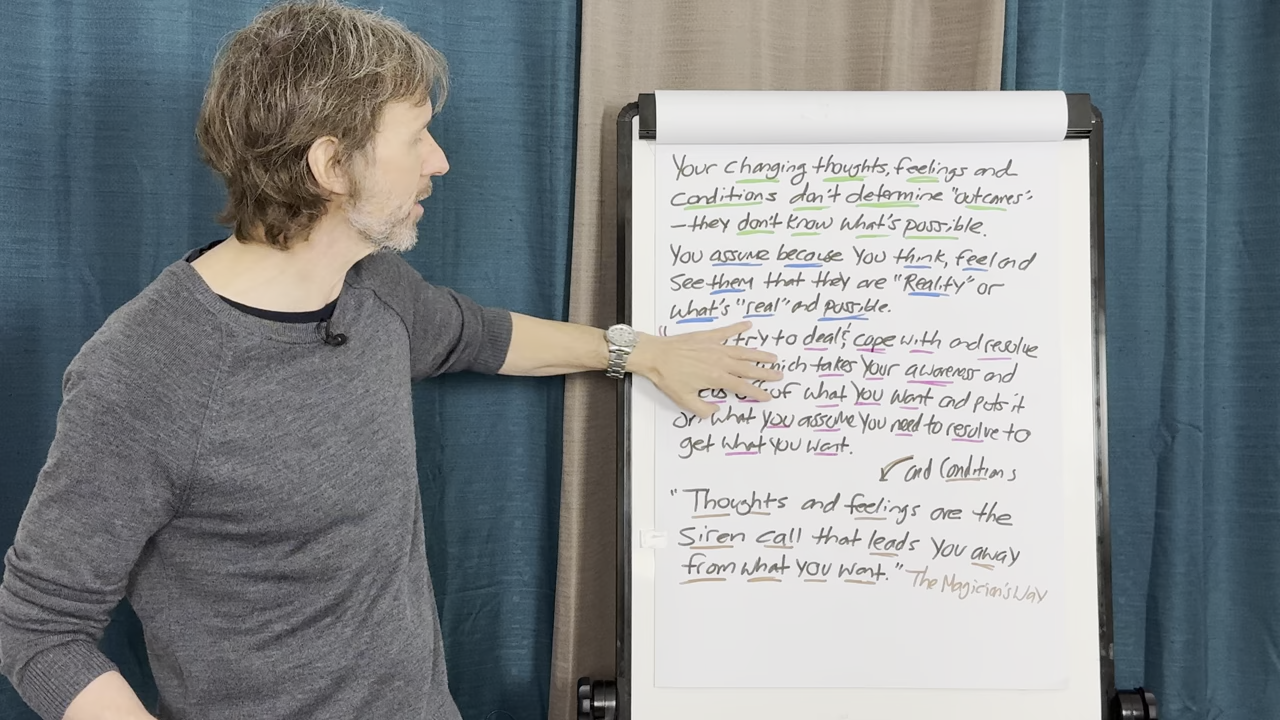 Your changing thoughts, feelings and
conditions don't determine "outcomes"
—they don't know what's possible.
You assume because you think, feel and
see them that they are "Reality" or
what's "real" and possible.
try to deal, cope with and resolve
which takes your awareness and
of what you want and puts it
on what you assume you need to resolve to
get what you want.
and conditions
"Thoughts and feelings are the
siren call that leads you away
from what you want." The Magician's Way